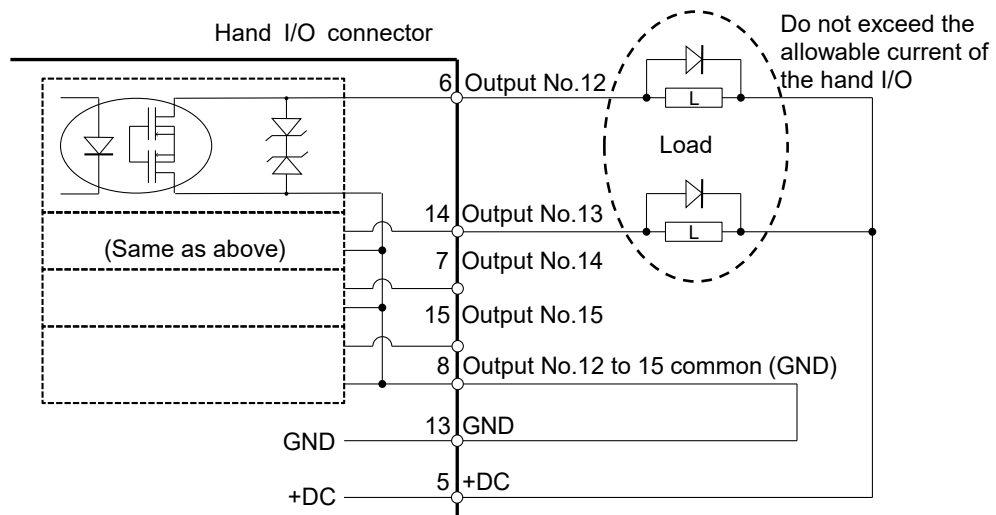 Hand I/O connector
Do not exceed the
allowable current of
the hand I/O
6 Output No.12
L
Load
14 Output No.13
L
(Same as above)
7 Output No.14
15 Output No.15
8 Output No.12 to 15 common (GND)
GND 13 GND
+DC 5 +DC